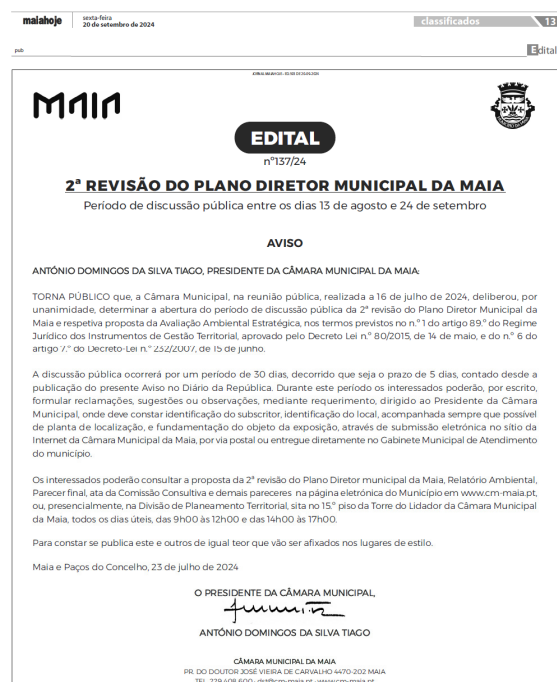 maiahoje
sexta-feira
20 de setembro de 2024
classificados
13
pub
Edital
MAIA
EDITAL
nº137/24
2ª REVISÃO DO PLANO DIRETOR MUNICIPAL DA MAIA
Período de discussão pública entre os dias 13 de agosto e 24 de setembro
AVISO
ANTÓNIO DOMINGOS DA SILVA TIAGO, PRESIDENTE DA CÂMARA MUNICIPAL DA MAIA:
TORNA PÚBLICO que, a Câmara Municipal, na reunião pública, realizada a 16 de julho de 2024, deliberou, por
unanimidade, determinar a abertura do período de discussão pública da 2ª revisão do Plano Diretor Municipal da
Maia e respetiva proposta da Avaliação Ambiental Estratégica, nos termos previstos no n.º 1 do artigo 89.º do Regime
Jurídico dos Instrumentos de Gestão Territorial, aprovado pelo Decreto Lei n.º 80/2015, de 14 de maio, e do n.º 6 do
artigo 7.º do Decreto-Lei n.º 232/2007, de 15 de junho.
A discussão pública ocorrerá por um período de 30 dias, decorrido que seja o prazo de 5 dias, contado desde a
publicação do presente Aviso no Diário da República. Durante este período os interessados poderão, por escrito,
formular reclamações, sugestões ou observações, mediante requerimento, dirigido ao Presidente da Câmara
Municipal, onde deve constar identificação do subscritor, identificação do local, acompanhada sempre que possível
de planta de localização, e fundamentação do objeto da exposição, através de submissão eletrónica no sítio da
Internet da Câmara Municipal da Maia, por via postal ou entregue diretamente no Gabinete Municipal de Atendimento
do município.
Os interessados poderão consultar a proposta da 2ª revisão do Plano Diretor municipal da Maia, Relatório Ambiental,
Parecer final, ata da Comissão Consultiva e demais pareceres na página eletrónica do Município em www.cm-maia.pt,
ou, presencialmente, na Divisão de Planeamento Territorial, sita no 15.º piso da Torre do Lidador da Câmara Municipal
da Maia, todos os dias úteis, das 9h00 às 12h00 e das 14h00 às 17h00.
Para constar se publica este e outros de igual teor que vão ser afixados nos lugares de estilo.
Maia e Paços do Concelho, 23 de julho de 2024
O PRESIDENTE DA CÂMARA MUNICIPAL,
ANTÓNIO DOMINGOS DA SILVA TIAGO
CÂMARA MUNICIPAL DA MAIA
PR. DO DOUTOR JOSÉ VIEIRA DE CARVALHO 4470-202 MAIA
TEL. 229 408 600 · dst@cm-maia.pt · www.cm-maia.pt